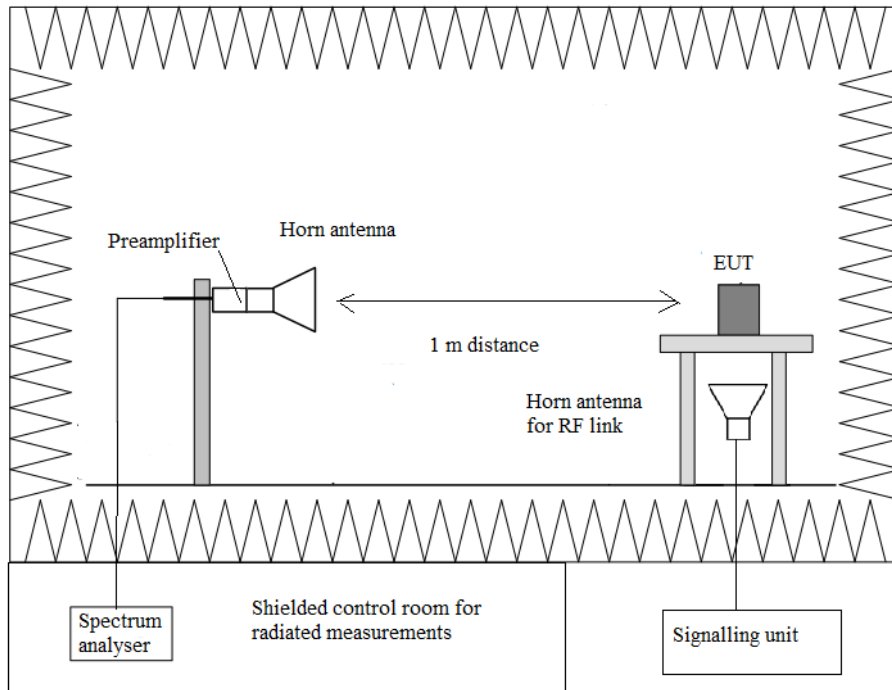 Horn antenna
Preamplifier
EUT
1 m distance
Horn antenna
for RF link
Spectrum
analyser
Shielded control room for
radiated measurements
Signalling unit